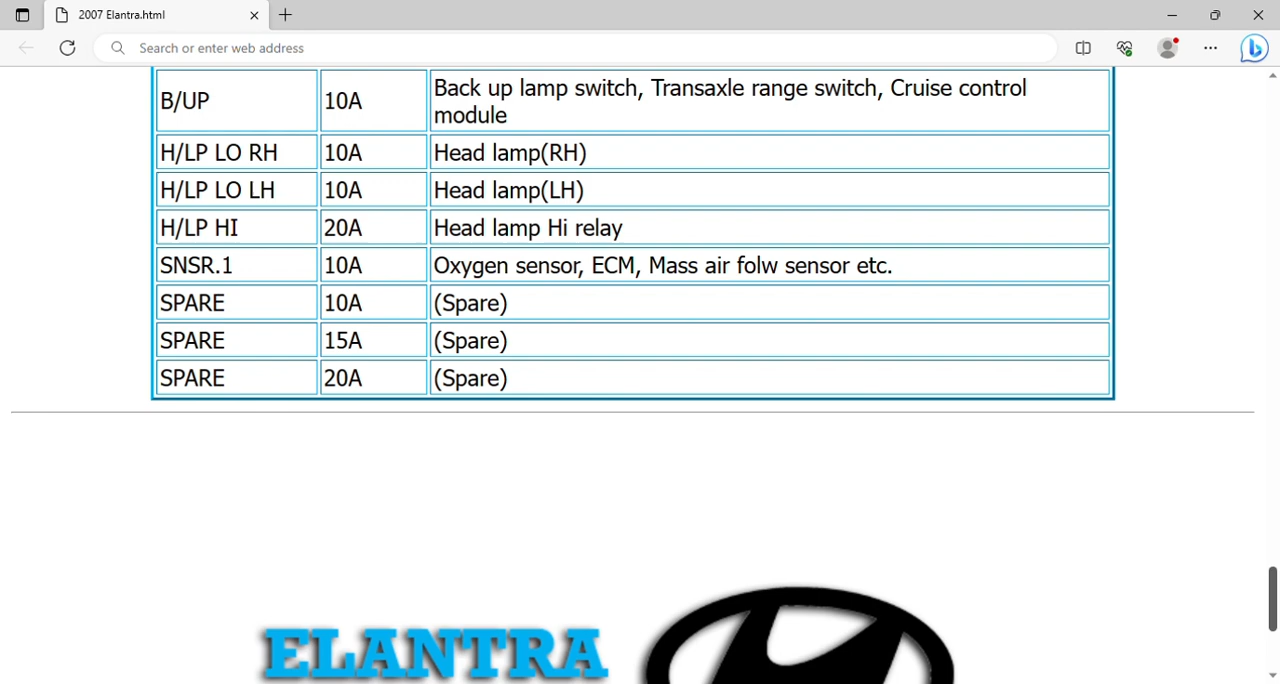 2007 Elantra.html
Search or enter web address
B/UP 10A Back up lamp switch, Transaxle range switch, Cruise control
module
H/LP LO RH 10A Head lamp(RH)
H/LP LO LH 10A Head lamp(LH)
H/LP HI 20A Head lamp Hi relay
SNSR.1 10A Oxygen sensor, ECM, Mass air folw sensor etc.
SPARE 10A (Spare)
SPARE 15A (Spare)
SPARE 20A (Spare)
ELANTRA